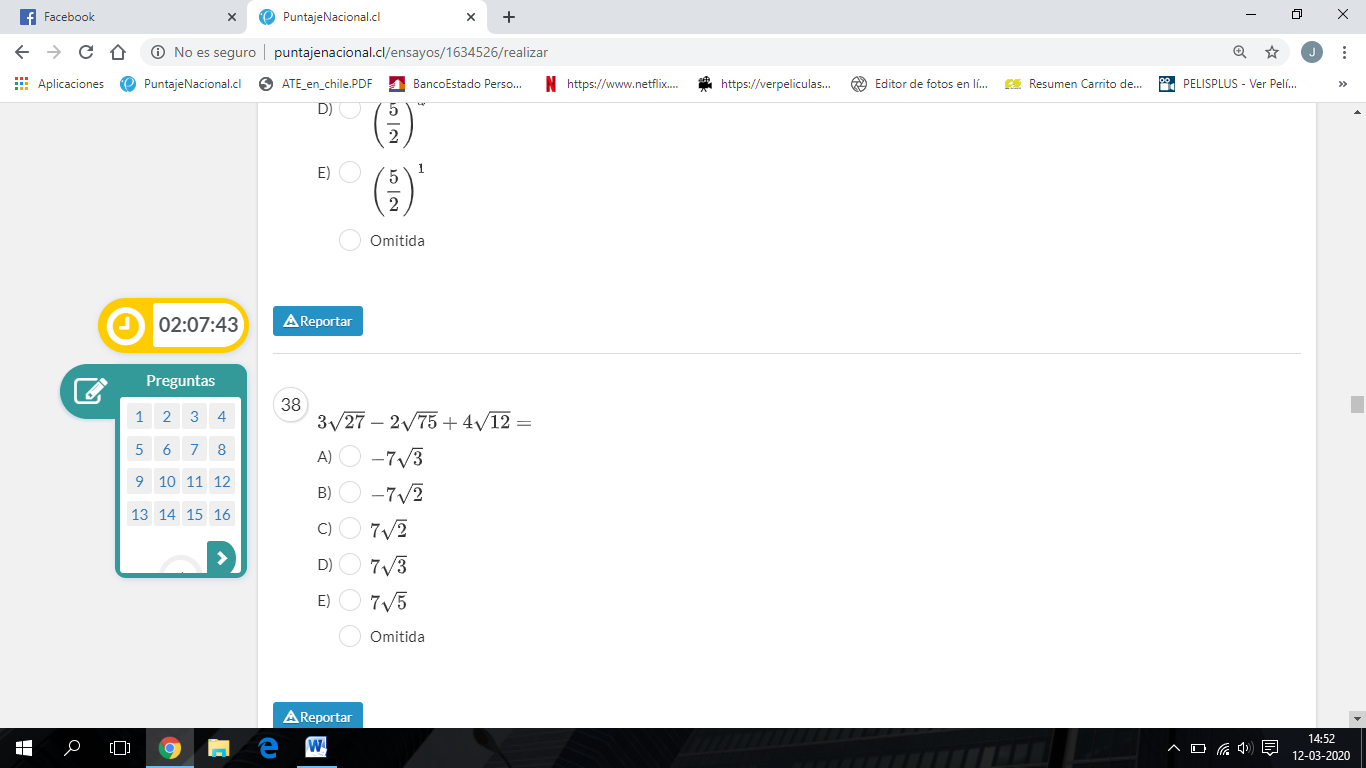 Facebook
PuntajeNacional.cl
No es seguro | puntajenacional.cl/ensayos/1634526/realizar
J
Aplicaciones PuntajeNacional.cl ATE_en_chile.PDF BancoEstado Perso... https://www.netflix.... https://verpeliculas... Editor de fotos en lí... Resumen Carrito de... PELISPLUS - Ver Pelí... »
D) (5/2)
E) (5/2)^1
Omitida
Reportar
02:07:43
Preguntas
1 2 3 4
5 6 7 8
9 10 11 12
13 14 15 16
38
3√27 − 2√75 + 4√12 =
A) −7√3
B) −7√2
C) 7√2
D) 7√3
E) 7√5
Omitida
Reportar
14:52
12-03-2020